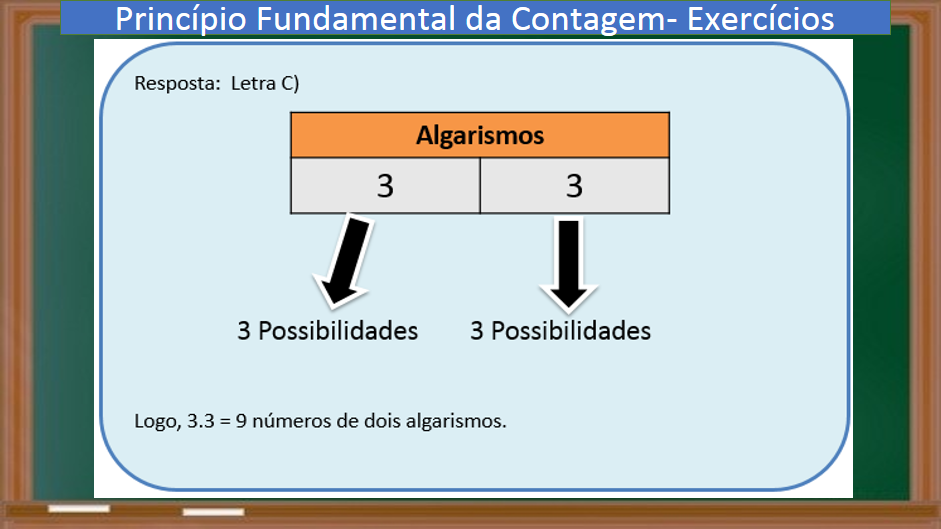 Princípio Fundamental da Contagem- Exercícios
Resposta:  Letra C)
Algarismos
3 3
3 Possibilidades 3 Possibilidades
Logo, 3.3 = 9 números de dois algarismos.